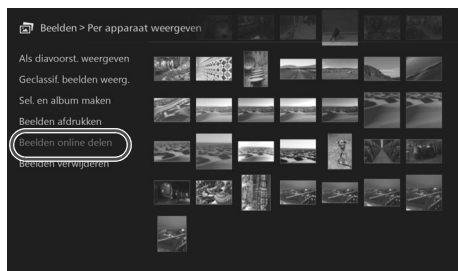 Beelden > Per apparaat weergeven
Als diavoorst. weergeven
Geclassif. beelden weerg.
Sel. en album maken
Beelden afdrukken
Beelden online delen
Beelden verwijderen